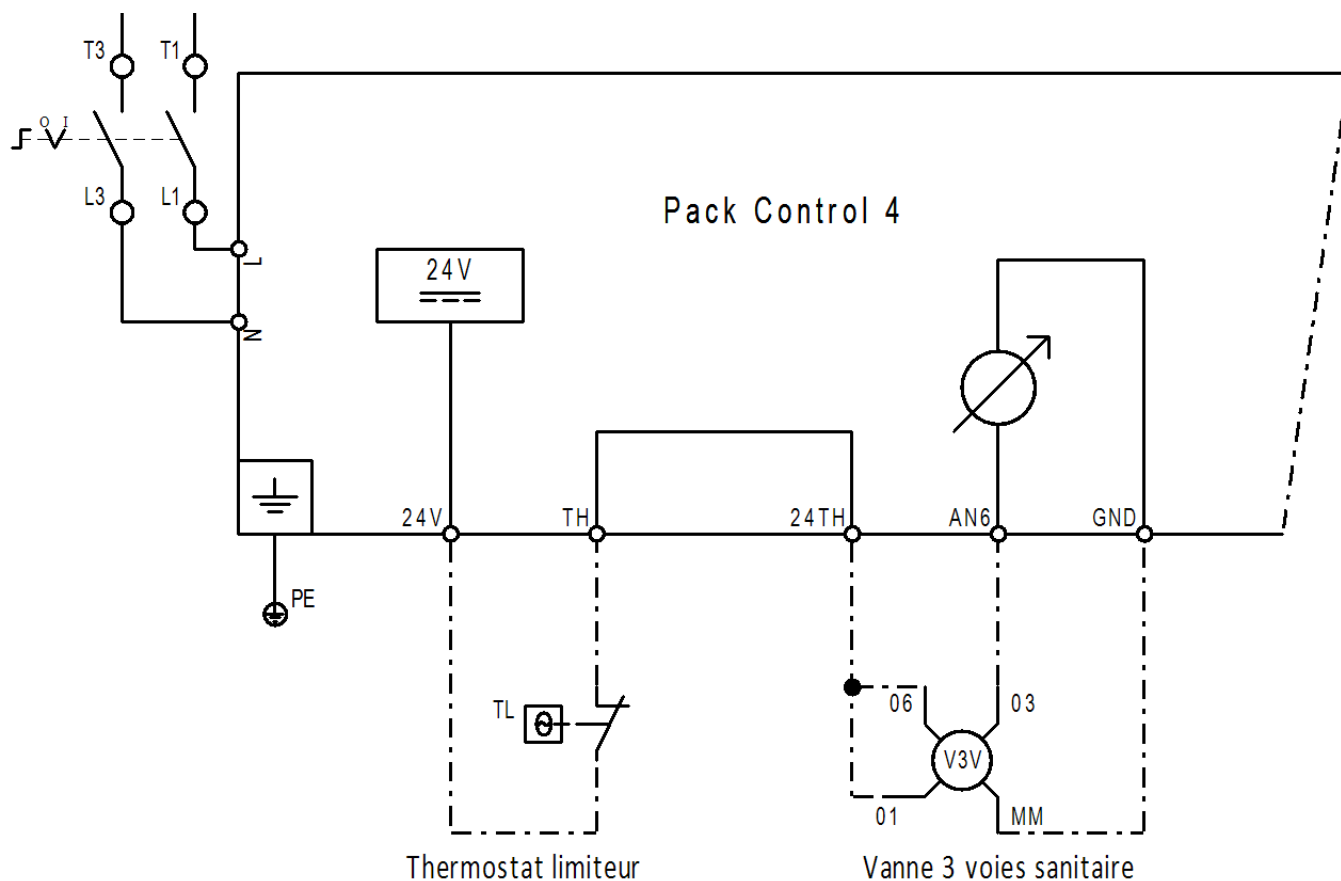 T3 T1
O I
L3 L1
Pack Control 4
L
24V
N
24V TH 24TH AN6 GND
PE
TL
06 03
V3V
01 MM
Thermostat limiteur Vanne 3 voies sanitaire